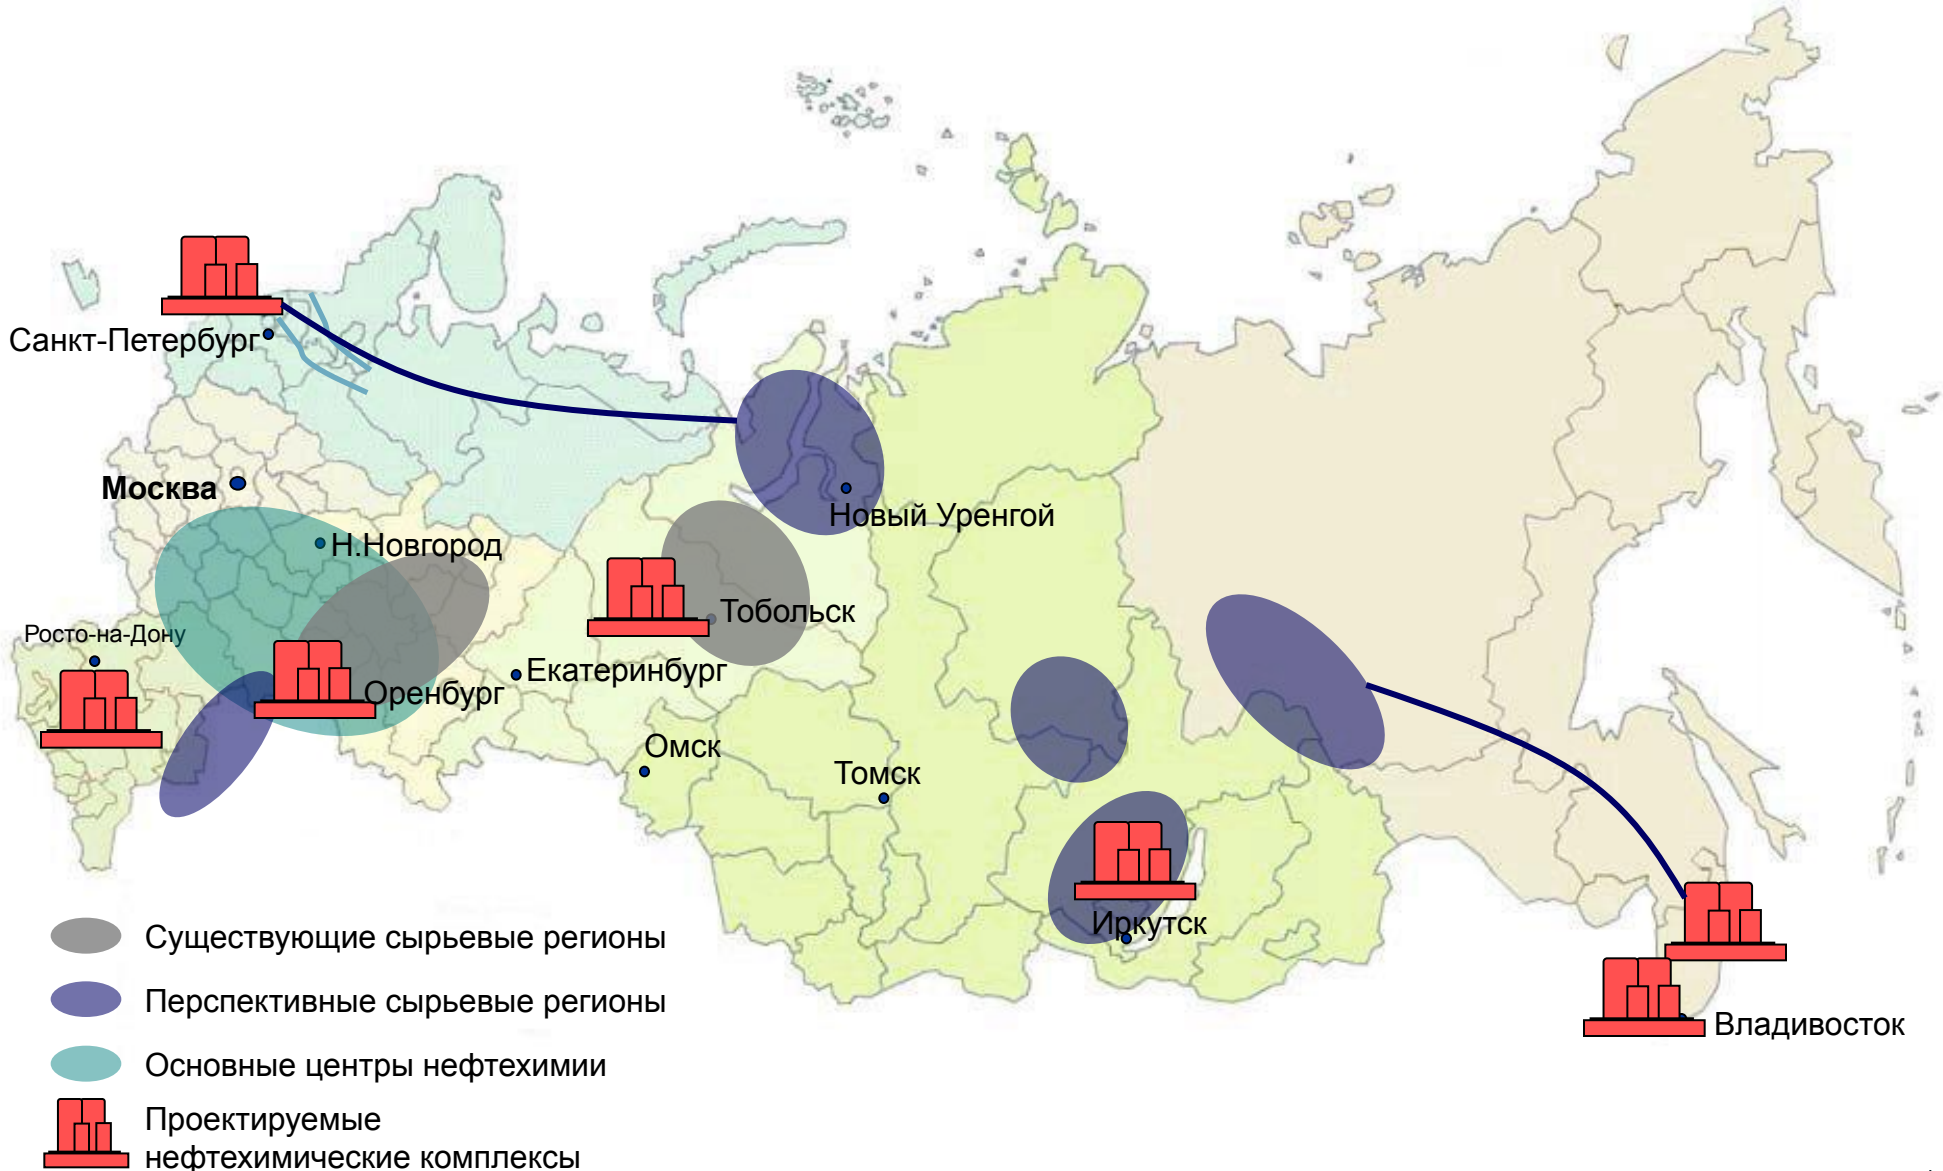 Санкт-Петербург
Москва
Новый Уренгой
Н.Новгород
Тобольск
Росто-на-Дону
Екатеринбург
Оренбург
Омск
Томск
Иркутск
Владивосток
Существующие сырьевые регионы
Перспективные сырьевые регионы
Основные центры нефтехимии
Проектируемые
нефтехимические комплексы